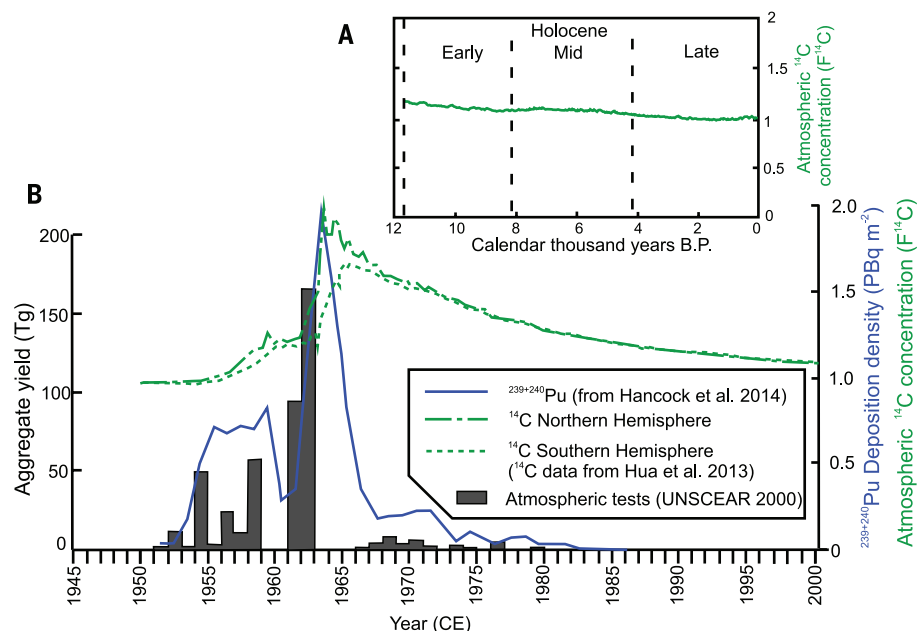 A
Holocene
Early
Mid
Late
2
1.5
1
0.5
0
12
10
8
6
4
2
0
Calendar thousand years B.P.
Atmospheric ¹⁴C
concentration (F¹⁴C)
B
200
150
100
50
0
Aggregate yield (Tg)
2.0
1.5
1.0
0.5
0
²³⁹⁺²⁴⁰Pu Deposition density (PBq m⁻²)
Atmospheric ¹⁴C concentration (F¹⁴C)
²³⁹⁺²⁴⁰Pu (from Hancock et al. 2014)
¹⁴C Northern Hemisphere
¹⁴C Southern Hemisphere
(¹⁴C data from Hua et al. 2013)
Atmospheric tests (UNSCEAR 2000)
1945
1950
1955
1960
1965
1970
1975
1980
1985
1990
1995
2000
Year (CE)